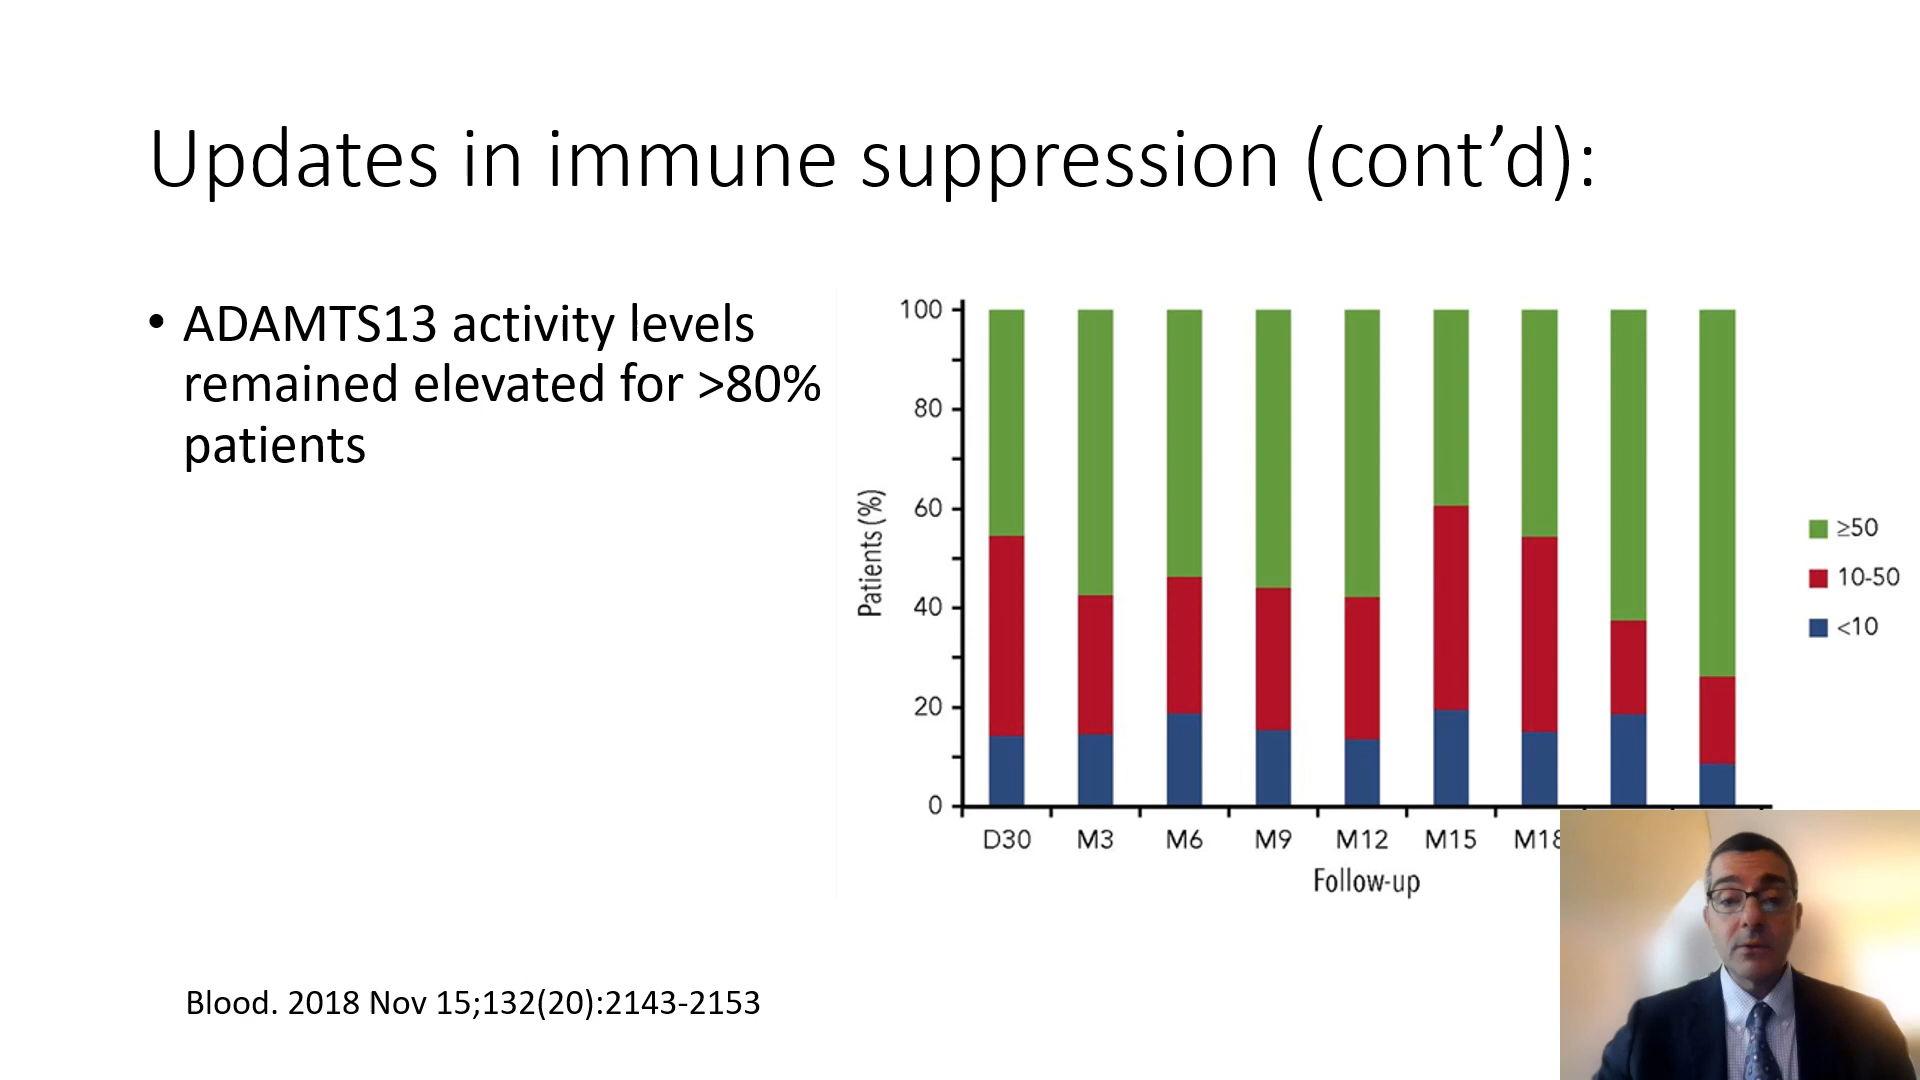 Updates in immune suppression (cont’d):
• ADAMTS13 activity levels
remained elevated for >80%
patients
100
80
60
40
20
0
Patients (%)
D30 M3 M6 M9 M12 M15
Follow-up
≥50
10-50
<10
Blood. 2018 Nov 15;132(20):2143-2153